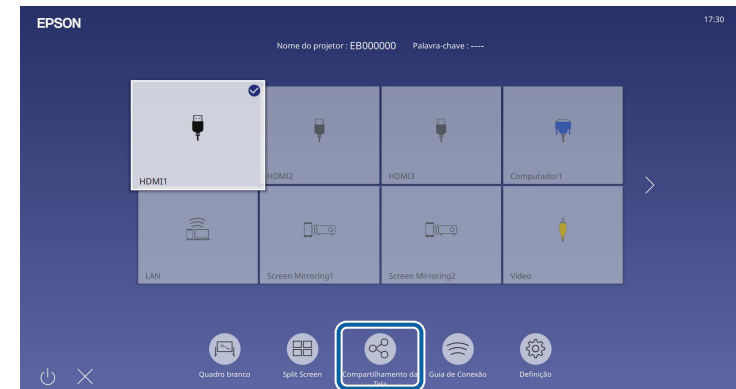 EPSON
17:30
Nome do projetor : EB000000 Palavra-chave : ----
HDMI1
HDMI2
HDMI3
Computador1
LAN
Screen Mirroring1
Screen Mirroring2
Vídeo
Quadro branco
Split Screen
Compartilhamento da
Tela
Guia de Conexão
Definição